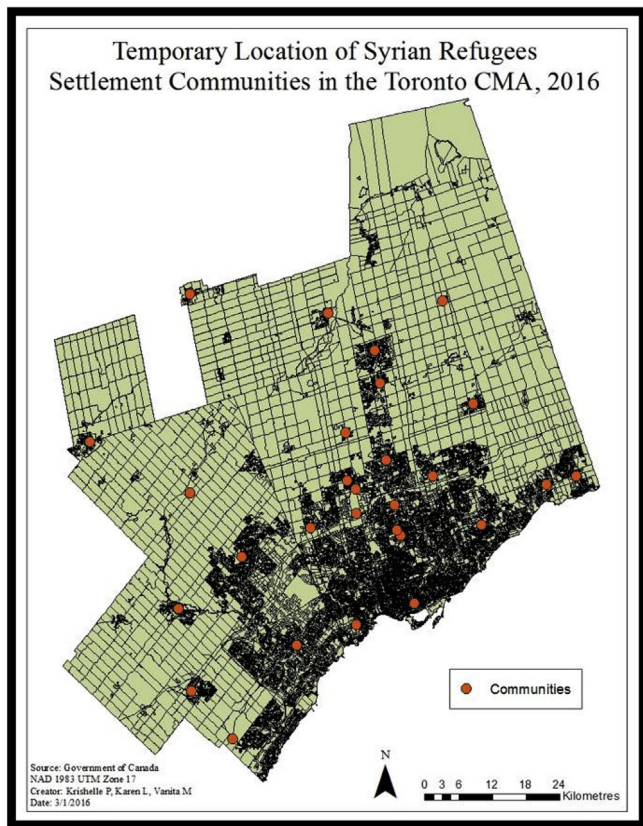 Temporary Location of Syrian Refugees
Settlement Communities in the Toronto CMA, 2016
Communities
Source: Government of Canada
NAD 1983 UTM Zone 17
Creator: Krishelle P, Karen L, Vanita M
Date: 3/1/2016
N
0 3 6 12 18 24
Kilometres